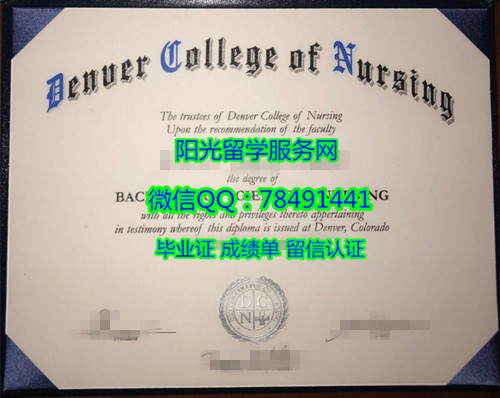 Denver College of Nursing
The trustees of Denver College of Nursing
Upon the recommendation of the faculty
阳光留学服务网
the degree of
微信QQ：78491441
with all the rights and privileges thereto appertaining
in testimony whereof this diploma is issued at Denver, Colorado
毕业证 成绩单 留信认证
D C
N